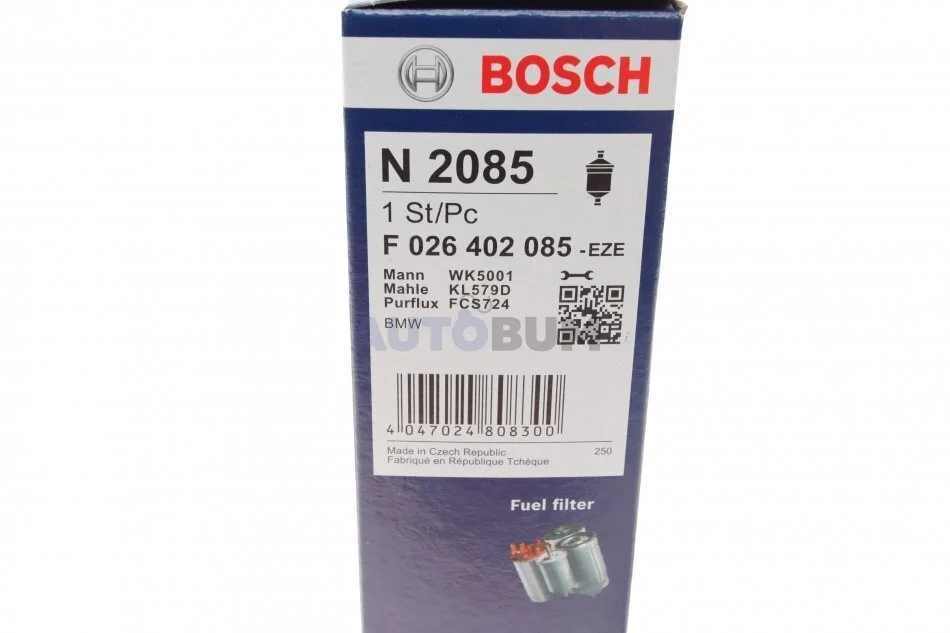 BOSCH
N 2085
1 St/Pc
F 026 402 085 -EZE
Mann WK5001
Mahle KL579D
Purflux FCS724
BMW
AUTOBUM
4 047024 808300
Made in Czech Republic 250
Fabriqué en République Tchèque
Fuel filter